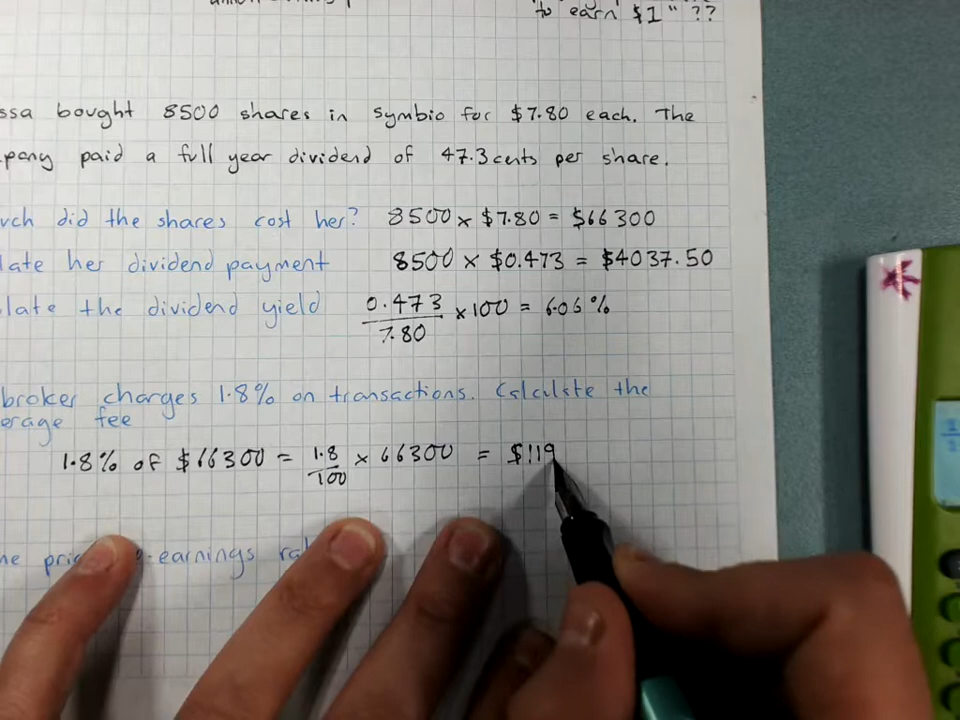 to earn $1" ??
ssa bought 8500 shares in Symbio for $7.80 each. The
pany paid a full year dividend of 47.3 cents per share.
uch did the shares cost her? 8500 x $7.80 = $66300
late her dividend payment 8500 x $0.473 = $4037.50
late the dividend yield 0.473/7.80 x 100 = 6.06%
broker charges 1.8% on transactions. Calculate the
erage fee
1.8% of $66300 = 1.8/100 x 66300 = $119
earnings